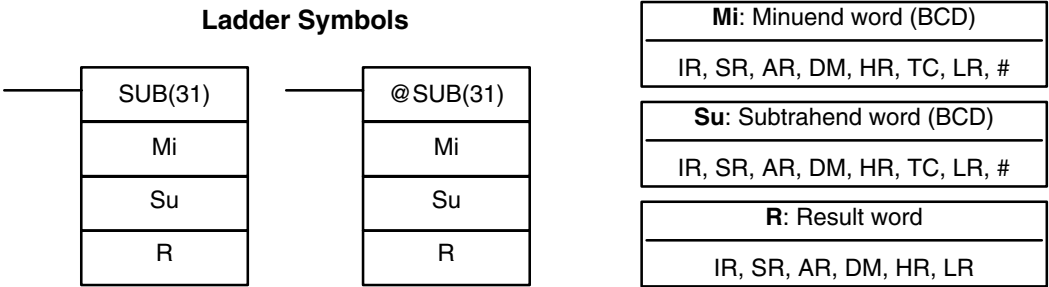 Ladder Symbols
SUB(31)
Mi
Su
R
@SUB(31)
Mi
Su
R
Mi: Minuend word (BCD)
IR, SR, AR, DM, HR, TC, LR, #
Su: Subtrahend word (BCD)
IR, SR, AR, DM, HR, TC, LR, #
R: Result word
IR, SR, AR, DM, HR, LR